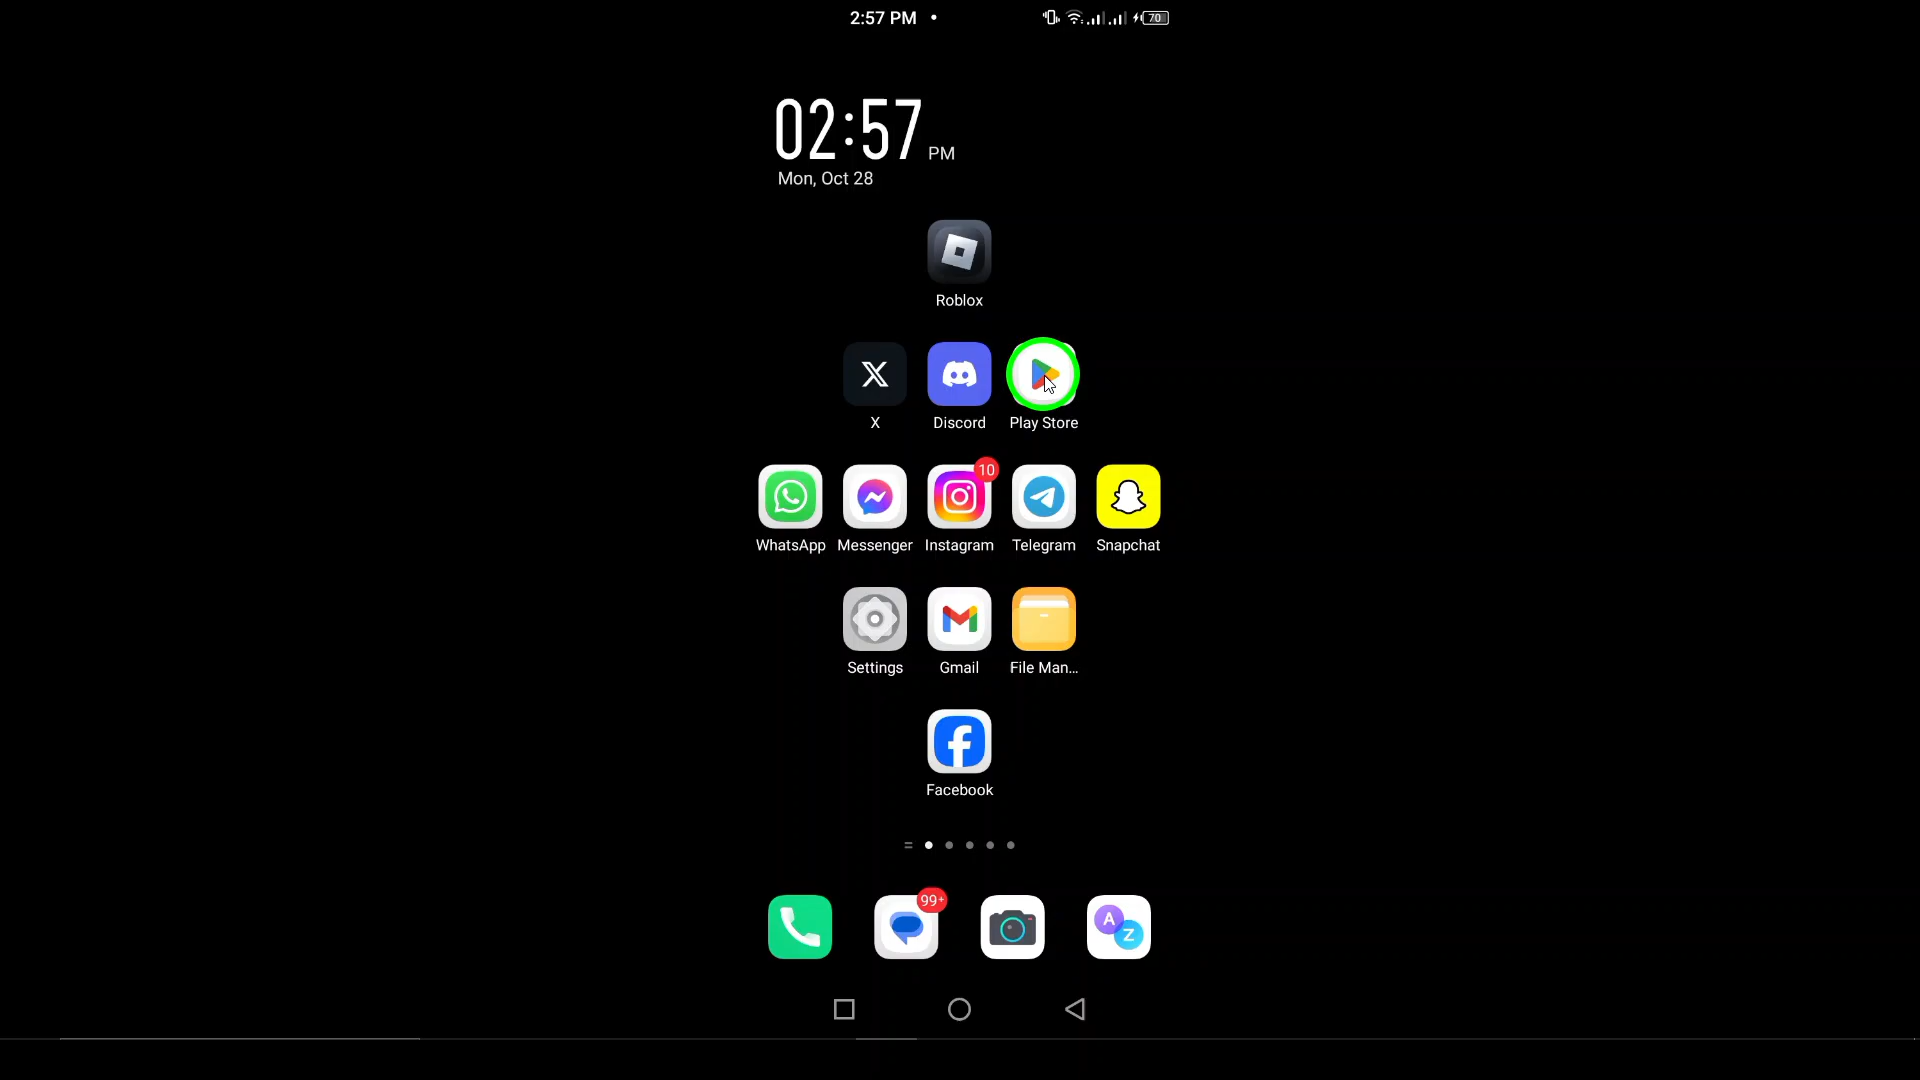 2:57 PM
70
02:57 PM
Mon, Oct 28
Roblox
X Discord Play Store
10
WhatsApp Messenger Instagram Telegram Snapchat
Settings Gmail File Man...
Facebook
99+
A Z